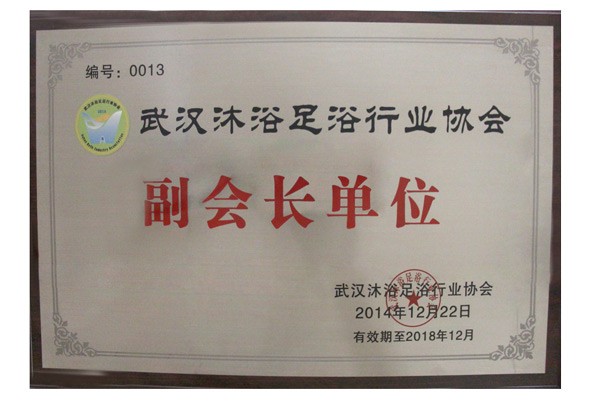 编号：0013
武汉沐浴足浴行业协会
副会长单位
武汉沐浴足浴行业协会
2014年12月22日
有效期至2018年12月